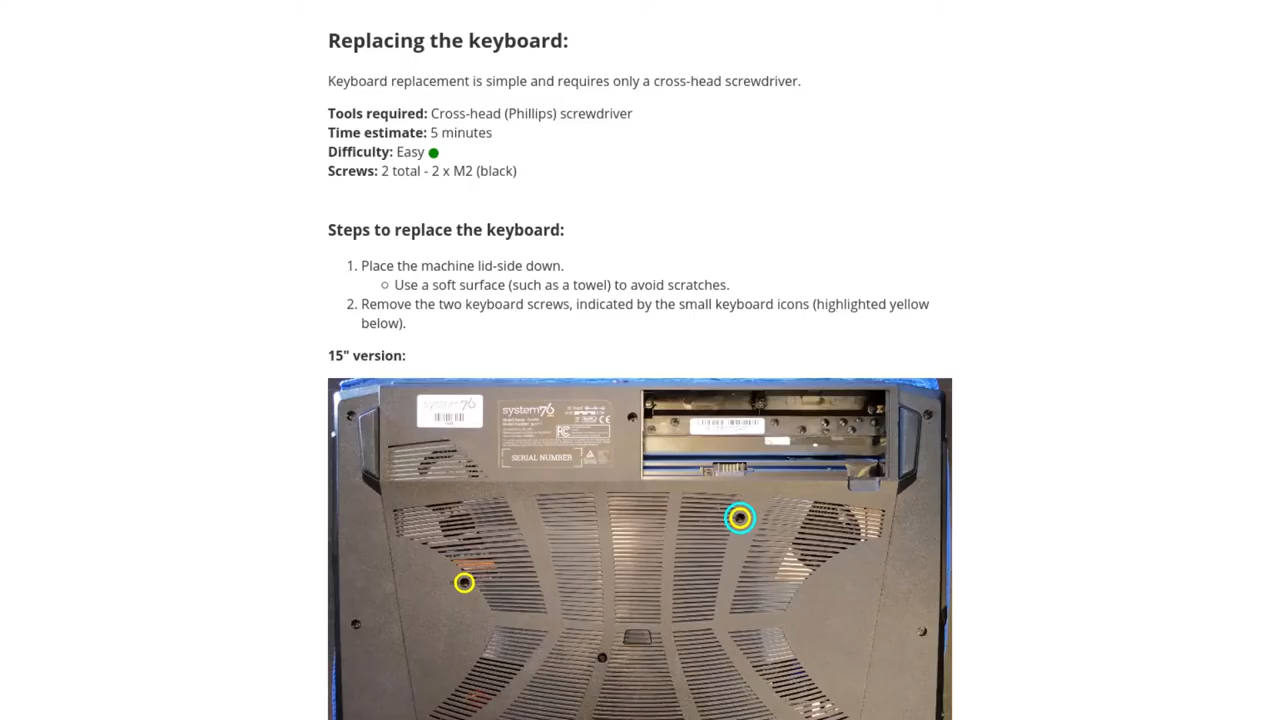 Replacing the keyboard:
Keyboard replacement is simple and requires only a cross-head screwdriver.
Tools required: Cross-head (Phillips) screwdriver
Time estimate: 5 minutes
Difficulty: Easy
Screws: 2 total - 2 x M2 (black)
Steps to replace the keyboard:
1. Place the machine lid-side down.
Use a soft surface (such as a towel) to avoid scratches.
2. Remove the two keyboard screws, indicated by the small keyboard icons (highlighted yellow
below).
15" version:
system76
SERIAL NUMBER